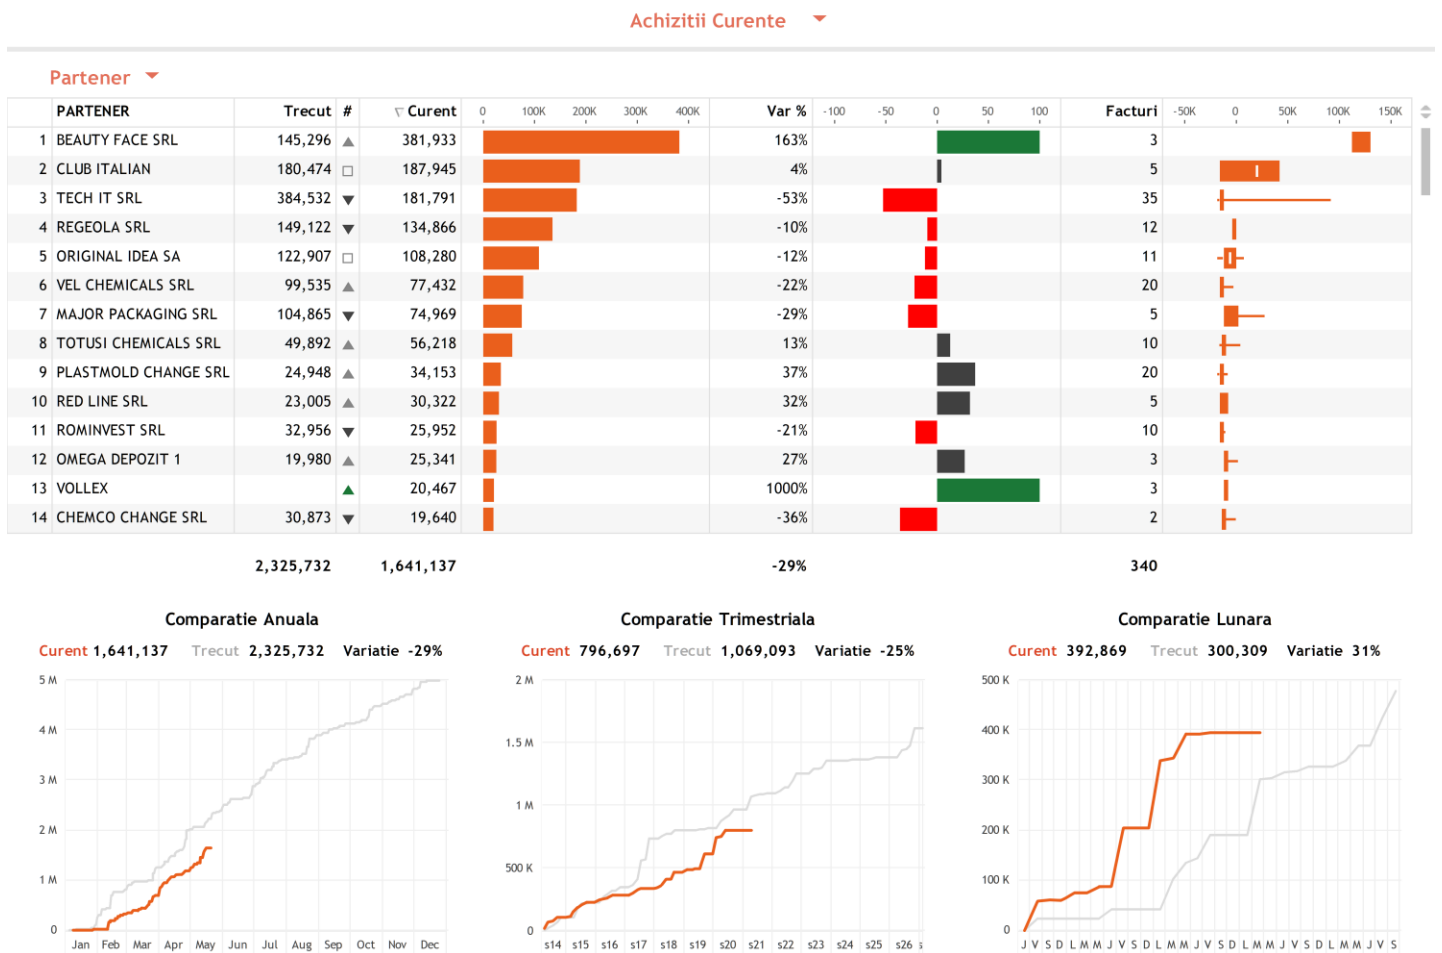 Achizitii Curente
Partener
PARTENER Trecut # Curent 0 100K 200K 300K 400K Var % -100 -50 0 50 100 Facturi -50K 0 50K 100K 150K
1 BEAUTY FACE SRL 145,296 381,933 163% 3
2 CLUB ITALIAN 180,474 187,945 4% 5
3 TECH IT SRL 384,532 181,791 -53% 35
4 REGEOLA SRL 149,122 134,866 -10% 12
5 ORIGINAL IDEA SA 122,907 108,280 -12% 11
6 VEL CHEMICALS SRL 99,535 77,432 -22% 20
7 MAJOR PACKAGING SRL 104,865 74,969 -29% 5
8 TOTUSI CHEMICALS SRL 49,892 56,218 13% 10
9 PLASTMOLD CHANGE SRL 24,948 34,153 37% 20
10 RED LINE SRL 23,005 30,322 32% 5
11 ROMINVEST SRL 32,956 25,952 -21% 10
12 OMEGA DEPOZIT 1 19,980 25,341 27% 3
13 VOLLEX 20,467 1000% 3
14 CHEMCO CHANGE SRL 30,873 19,640 -36% 2
2,325,732 1,641,137 -29% 340
Comparatie Anuala
Curent 1,641,137 Trecut 2,325,732 Variatie -29%
5 M
4 M
3 M
2 M
1 M
0
Jan Feb Mar Apr May Jun Jul Aug Sep Oct Nov Dec
Comparatie Trimestriala
Curent 796,697 Trecut 1,069,093 Variatie -25%
2 M
1.5 M
1 M
500 K
0
s14 s15 s16 s17 s18 s19 s20 s21 s22 s23 s24 s25 s26 s
Comparatie Lunara
Curent 392,869 Trecut 300,309 Variatie 31%
500 K
400 K
300 K
200 K
100 K
0
J V S D L M M J V S D L M M J V S D L M M J V S D L M M J V S